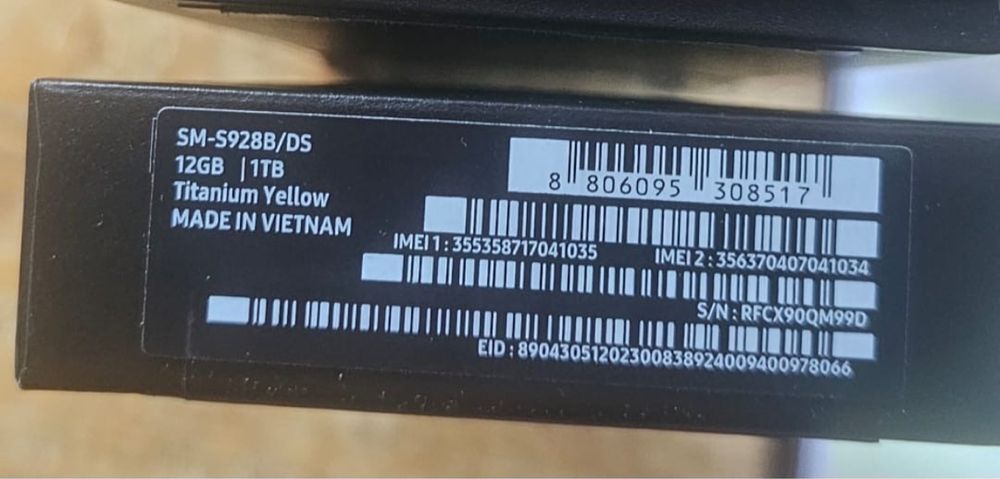 SM-S928B/DS
12GB | 1TB
Titanium Yellow
MADE IN VIETNAM
8 806095 308517
IMEI 1 : 355358717041035
IMEI 2 : 356370407041034
S/N : RFCX90QM99D
EID : 89043051202300838924009400978066